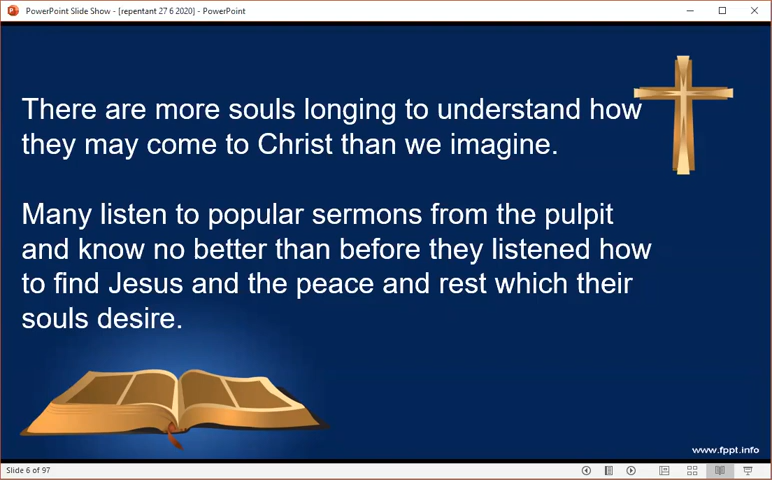 PowerPoint Slide Show - [repentant 27 6 2020] - PowerPoint
There are more souls longing to understand how
they may come to Christ than we imagine.
Many listen to popular sermons from the pulpit
and know no better than before they listened how
to find Jesus and the peace and rest which their
souls desire.
www.fppt.info
Slide 6 of 97